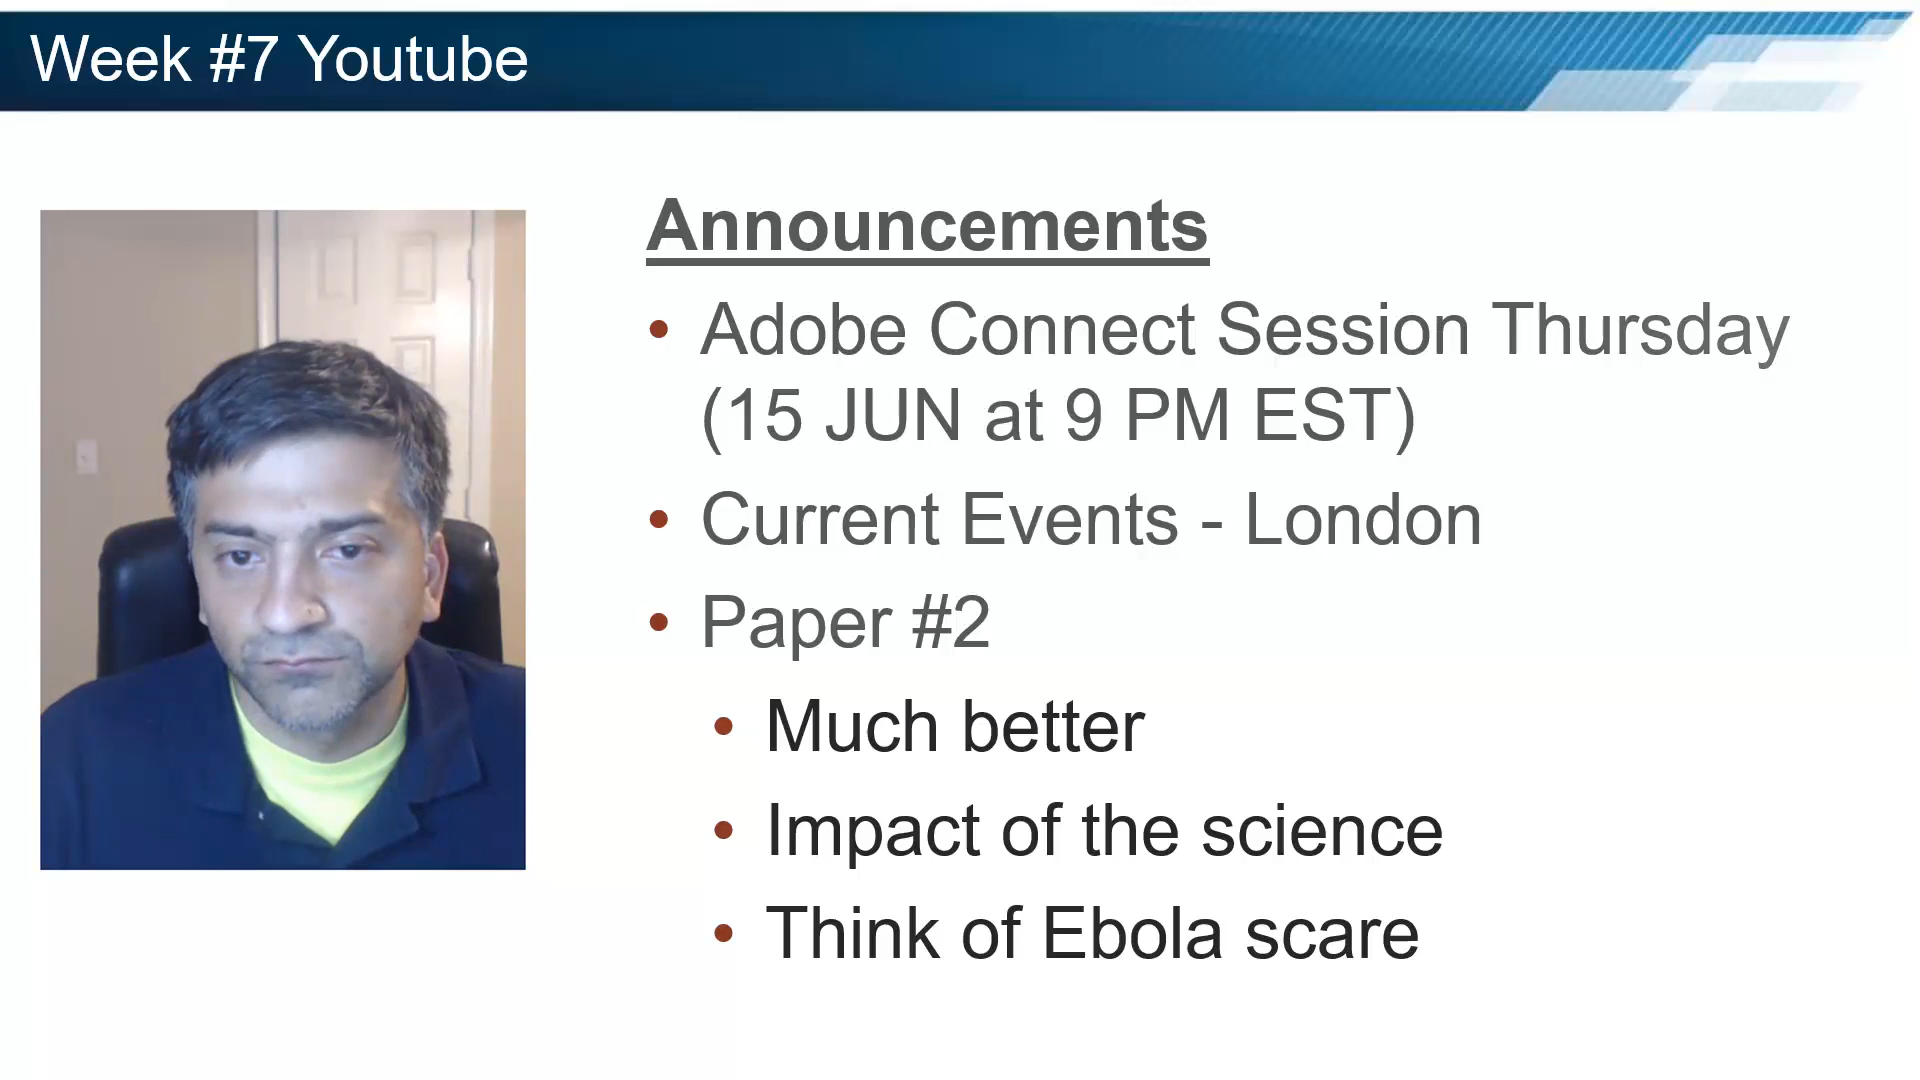 Week #7 Youtube
Announcements
• Adobe Connect Session Thursday
(15 JUN at 9 PM EST)
• Current Events - London
• Paper #2
• Much better
• Impact of the science
• Think of Ebola scare